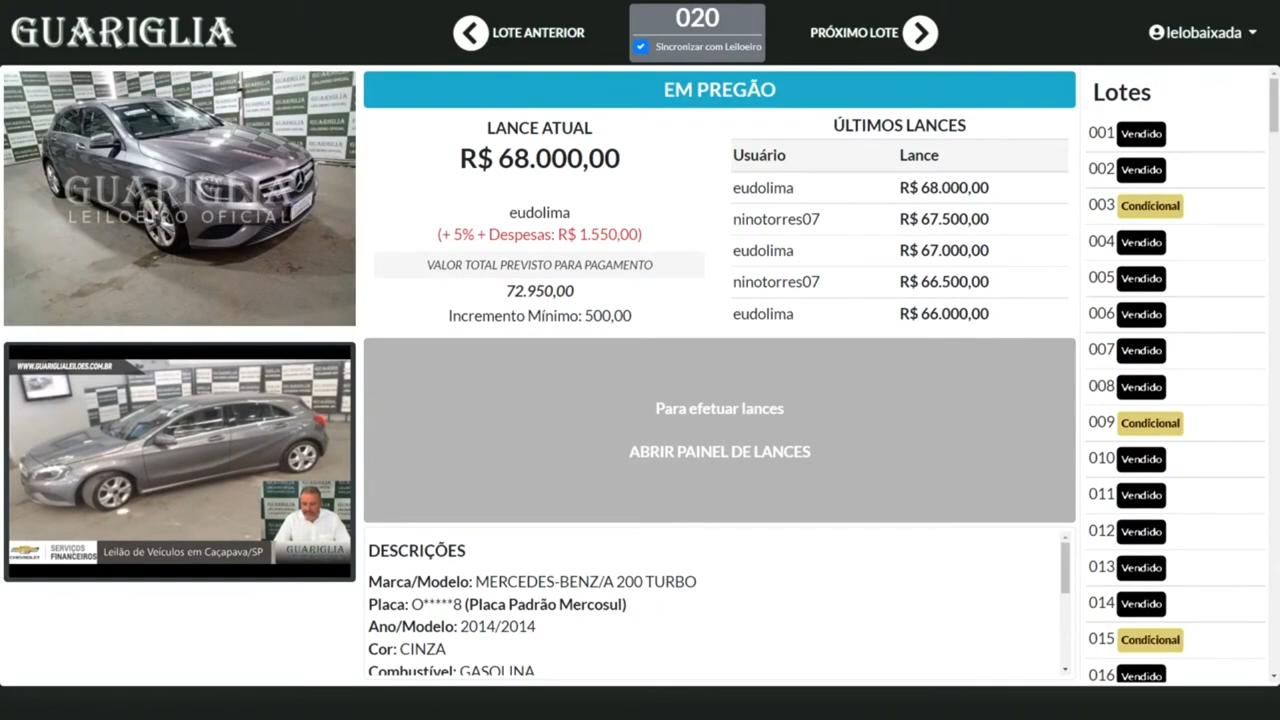 GUARIGLIA
LOTE ANTERIOR
020
Sincronizar com Leiloeiro
PRÓXIMO LOTE
lelobaixada
GUARIGLIA
LEILOEIRO OFICIAL
WWW.GUARIGLIALEILOES.COM.BR
CHEVROLET
SERVIÇOS
FINANCEIROS
Leilão de Veículos em Caçapava/SP
GUARIGLIA
EM PREGÃO
LANCE ATUAL
R$ 68.000,00
eudolima
(+ 5% + Despesas: R$ 1.550,00)
VALOR TOTAL PREVISTO PARA PAGAMENTO
72.950,00
Incremento Mínimo: 500,00
ÚLTIMOS LANCES
Usuário Lance
eudolima R$ 68.000,00
ninotorres07 R$ 67.500,00
eudolima R$ 67.000,00
ninotorres07 R$ 66.500,00
eudolima R$ 66.000,00
Para efetuar lances
ABRIR PAINEL DE LANCES
DESCRIÇÕES
Marca/Modelo: MERCEDES-BENZ/A 200 TURBO
Placa: O*****8 (Placa Padrão Mercosul)
Ano/Modelo: 2014/2014
Cor: CINZA
Combustível: GASOLINA
Lotes
001 Vendido
002 Vendido
003 Condicional
004 Vendido
005 Vendido
006 Vendido
007 Vendido
008 Vendido
009 Condicional
010 Vendido
011 Vendido
012 Vendido
013 Vendido
014 Vendido
015 Condicional
016 Vendido